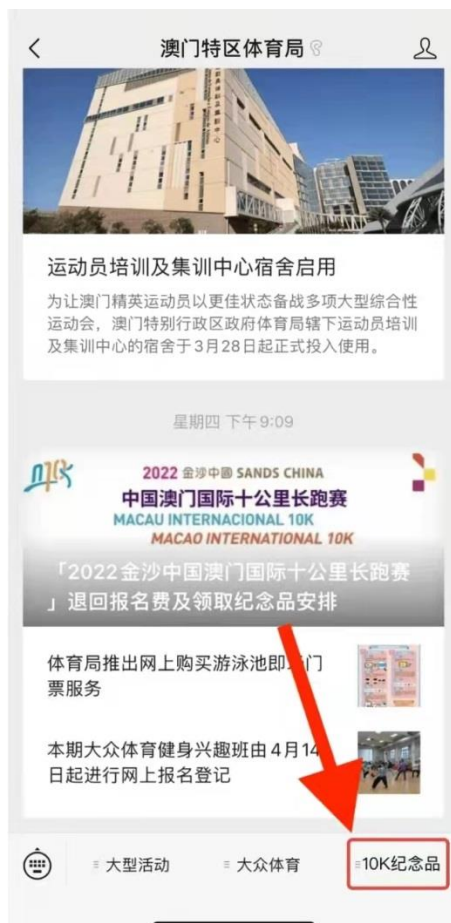 澳门特区体育局
运动员培训及集训中心宿舍启用
为让澳门精英运动员以更佳状态备战多项大型综合性
运动会，澳门特别行政区政府体育局辖下运动员培训
及集训中心的宿舍于3月28日起正式投入使用。
星期四 下午9:09
2022 金沙中國 SANDS CHINA
中国澳门国际十公里长跑赛
MACAU INTERNACIONAL 10K
MACAO INTERNATIONAL 10K
「2022金沙中国澳门国际十公里长跑赛
」退回报名费及领取纪念品安排
体育局推出网上购买游泳池即 门
票服务
本期大众体育健身兴趣班由4月14
日起进行网上报名登记
大型活动
大众体育
10K纪念品